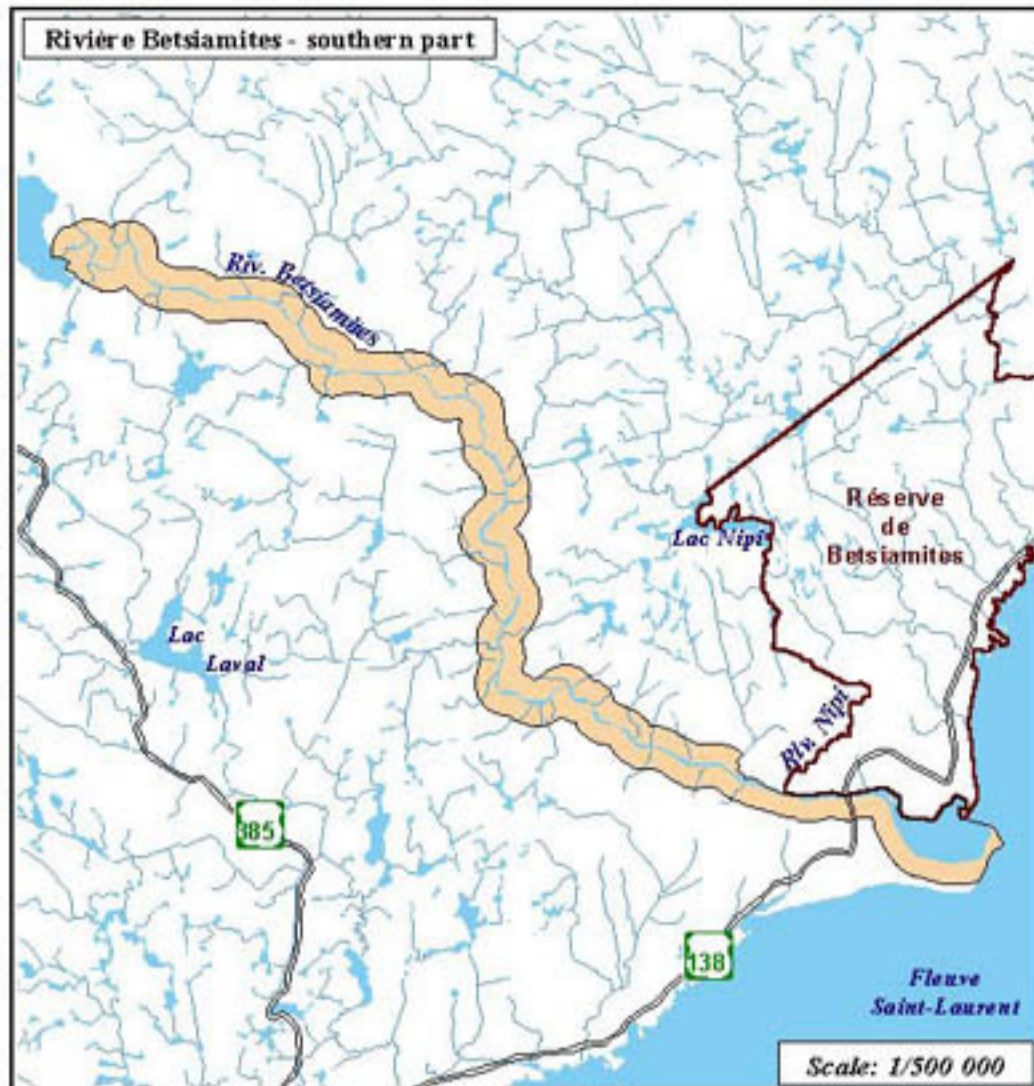 Rivière Betsiamites - southern part
Riv. Betsiamites
Réserve
de
Betsiamites
Lac Nipi
Lac
Laval
Riv. Nipi
385
138
Fleuve
Saint-Laurent
Scale: 1/500 000